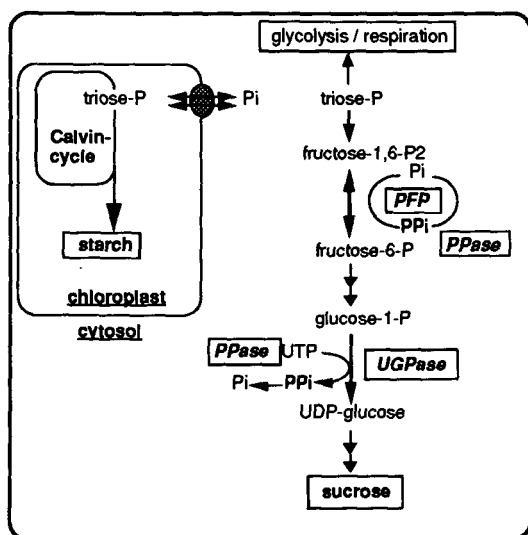 glycolysis / respiration
triose-P
Pi
triose-P
Calvin-
cycle
fructose-1,6-P2
Pi
PFP
PPi
PPase
starch
fructose-6-P
chloroplast
cytosol
glucose-1-P
PPase UTP
UGPase
Pi PPi
UDP-glucose
sucrose